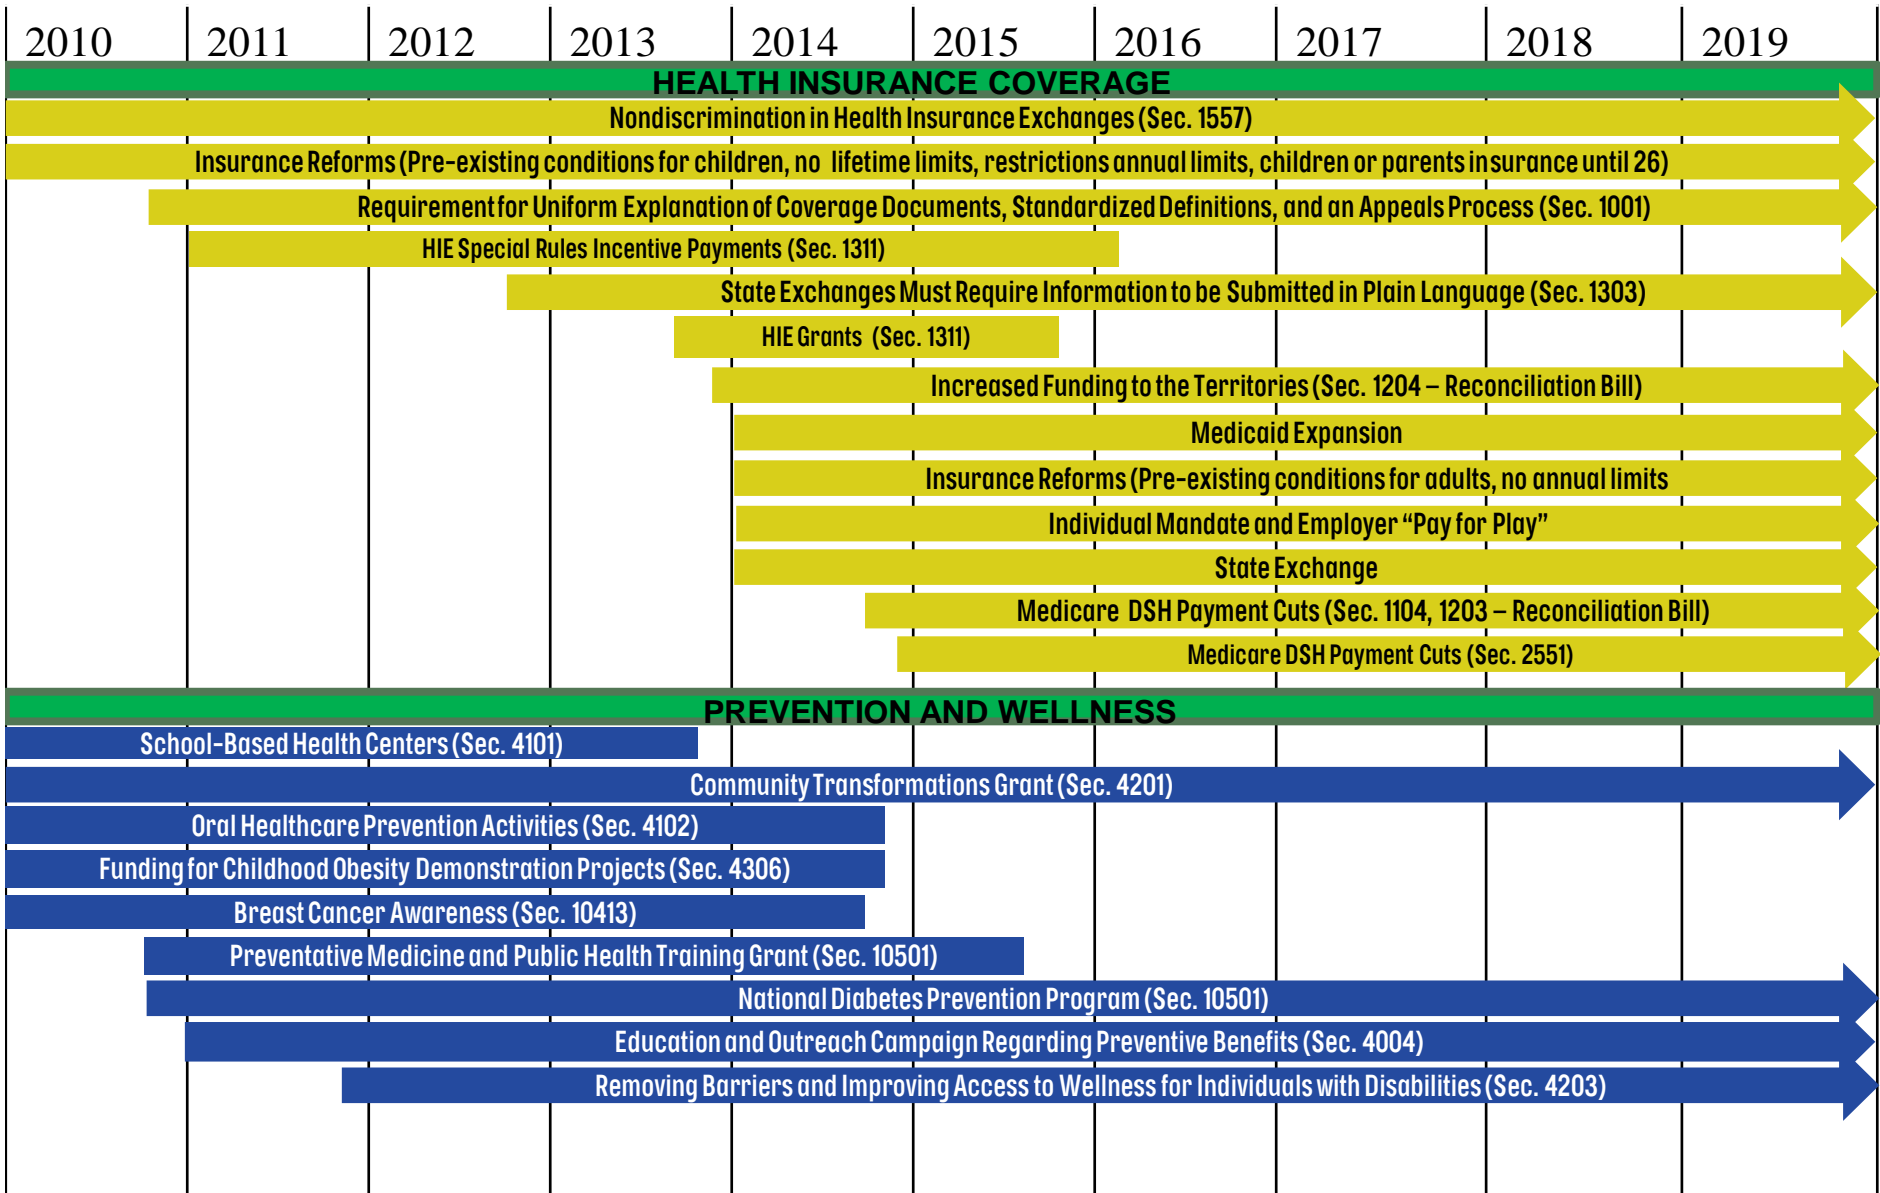 2010 2011 2012 2013 2014 2015 2016 2017 2018 2019
HEALTH INSURANCE COVERAGE
Nondiscrimination in Health Insurance Exchanges (Sec. 1557)
Insurance Reforms (Pre-existing conditions for children, no lifetime limits, restrictions annual limits, children or parents insurance until 26)
Requirement for Uniform Explanation of Coverage Documents, Standardized Definitions, and an Appeals Process (Sec. 1001)
HIE Special Rules Incentive Payments (Sec. 1311)
State Exchanges Must Require Information to be Submitted in Plain Language (Sec. 1303)
HIE Grants (Sec. 1311)
Increased Funding to the Territories (Sec. 1204 – Reconciliation Bill)
Medicaid Expansion
Insurance Reforms (Pre-existing conditions for adults, no annual limits
Individual Mandate and Employer “Pay for Play”
State Exchange
Medicare DSH Payment Cuts (Sec. 1104, 1203 – Reconciliation Bill)
Medicare DSH Payment Cuts (Sec. 2551)
PREVENTION AND WELLNESS
School-Based Health Centers (Sec. 4101)
Community Transformations Grant (Sec. 4201)
Oral Healthcare Prevention Activities (Sec. 4102)
Funding for Childhood Obesity Demonstration Projects (Sec. 4306)
Breast Cancer Awareness (Sec. 10413)
Preventative Medicine and Public Health Training Grant (Sec. 10501)
National Diabetes Prevention Program (Sec. 10501)
Education and Outreach Campaign Regarding Preventive Benefits (Sec. 4004)
Removing Barriers and Improving Access to Wellness for Individuals with Disabilities (Sec. 4203)